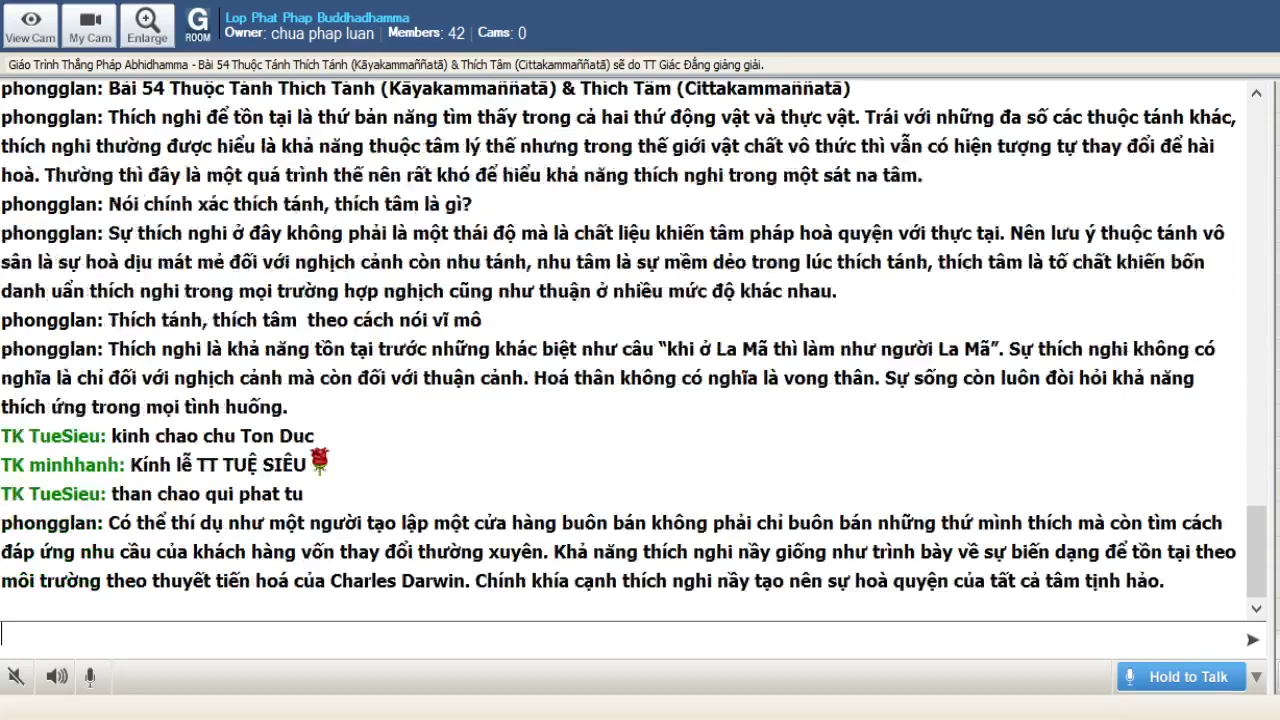 View Cam
My Cam
Enlarge
G
ROOM
Lop Phat Phap Buddhadhamma
Owner: chua phap luan | Members: 42 | Cams: 0
Giáo Trình Thắng Pháp Abhidhamma - Bài 54 Thuộc Tánh Thích Tánh (Kāyakammaññatā) & Thích Tâm (Cittakammaññatā) sẽ do TT Giác Đẳng giảng giải.
phongglan: Bài 54 Thuộc Tánh Thích Tánh (Kāyakammaññatā) & Thích Tâm (Cittakammaññatā)
phongglan: Thích nghi để tồn tại là thứ bản năng tìm thấy trong cả hai thứ động vật và thực vật. Trái với những đa số các thuộc tánh khác,
thích nghi thường được hiểu là khả năng thuộc tâm lý thế nhưng trong thế giới vật chất vô thức thì vẫn có hiện tượng tự thay đổi để hài
hoà. Thường thì đây là một quá trình thế nên rất khó để hiểu khả năng thích nghi trong một sát na tâm.
phongglan: Nói chính xác thích tánh, thích tâm là gì?
phongglan: Sự thích nghi ở đây không phải là một thái độ mà là chất liệu khiến tâm pháp hoà quyện với thực tại. Nên lưu ý thuộc tánh vô
sân là sự hoà dịu mát mẻ đối với nghịch cảnh còn nhu tánh, nhu tâm là sự mềm dẻo trong lúc thích tánh, thích tâm là tố chất khiến bốn
danh uẩn thích nghi trong mọi trường hợp nghịch cũng như thuận ở nhiều mức độ khác nhau.
phongglan: Thích tánh, thích tâm  theo cách nói vĩ mô
phongglan: Thích nghi là khả năng tồn tại trước những khác biệt như câu “khi ở La Mã thì làm như người La Mã”. Sự thích nghi không có
nghĩa là chỉ đối với nghịch cảnh mà còn đối với thuận cảnh. Hoá thân không có nghĩa là vong thân. Sự sống còn luôn đòi hỏi khả năng
thích ứng trong mọi tình huống.
TK TueSieu: kinh chao chu Ton Duc
TK minhhanh: Kính lễ TT TUỆ SIÊU
TK TueSieu: than chao qui phat tu
phongglan: Có thể thí dụ như một người tạo lập một cửa hàng buôn bán không phải chỉ buôn bán những thứ mình thích mà còn tìm cách
đáp ứng nhu cầu của khách hàng vốn thay đổi thường xuyên. Khả năng thích nghi nầy giống như trình bày về sự biến dạng để tồn tại theo
môi trường theo thuyết tiến hoá của Charles Darwin. Chính khía cạnh thích nghi nầy tạo nên sự hoà quyện của tất cả tâm tịnh hảo.
Hold to Talk